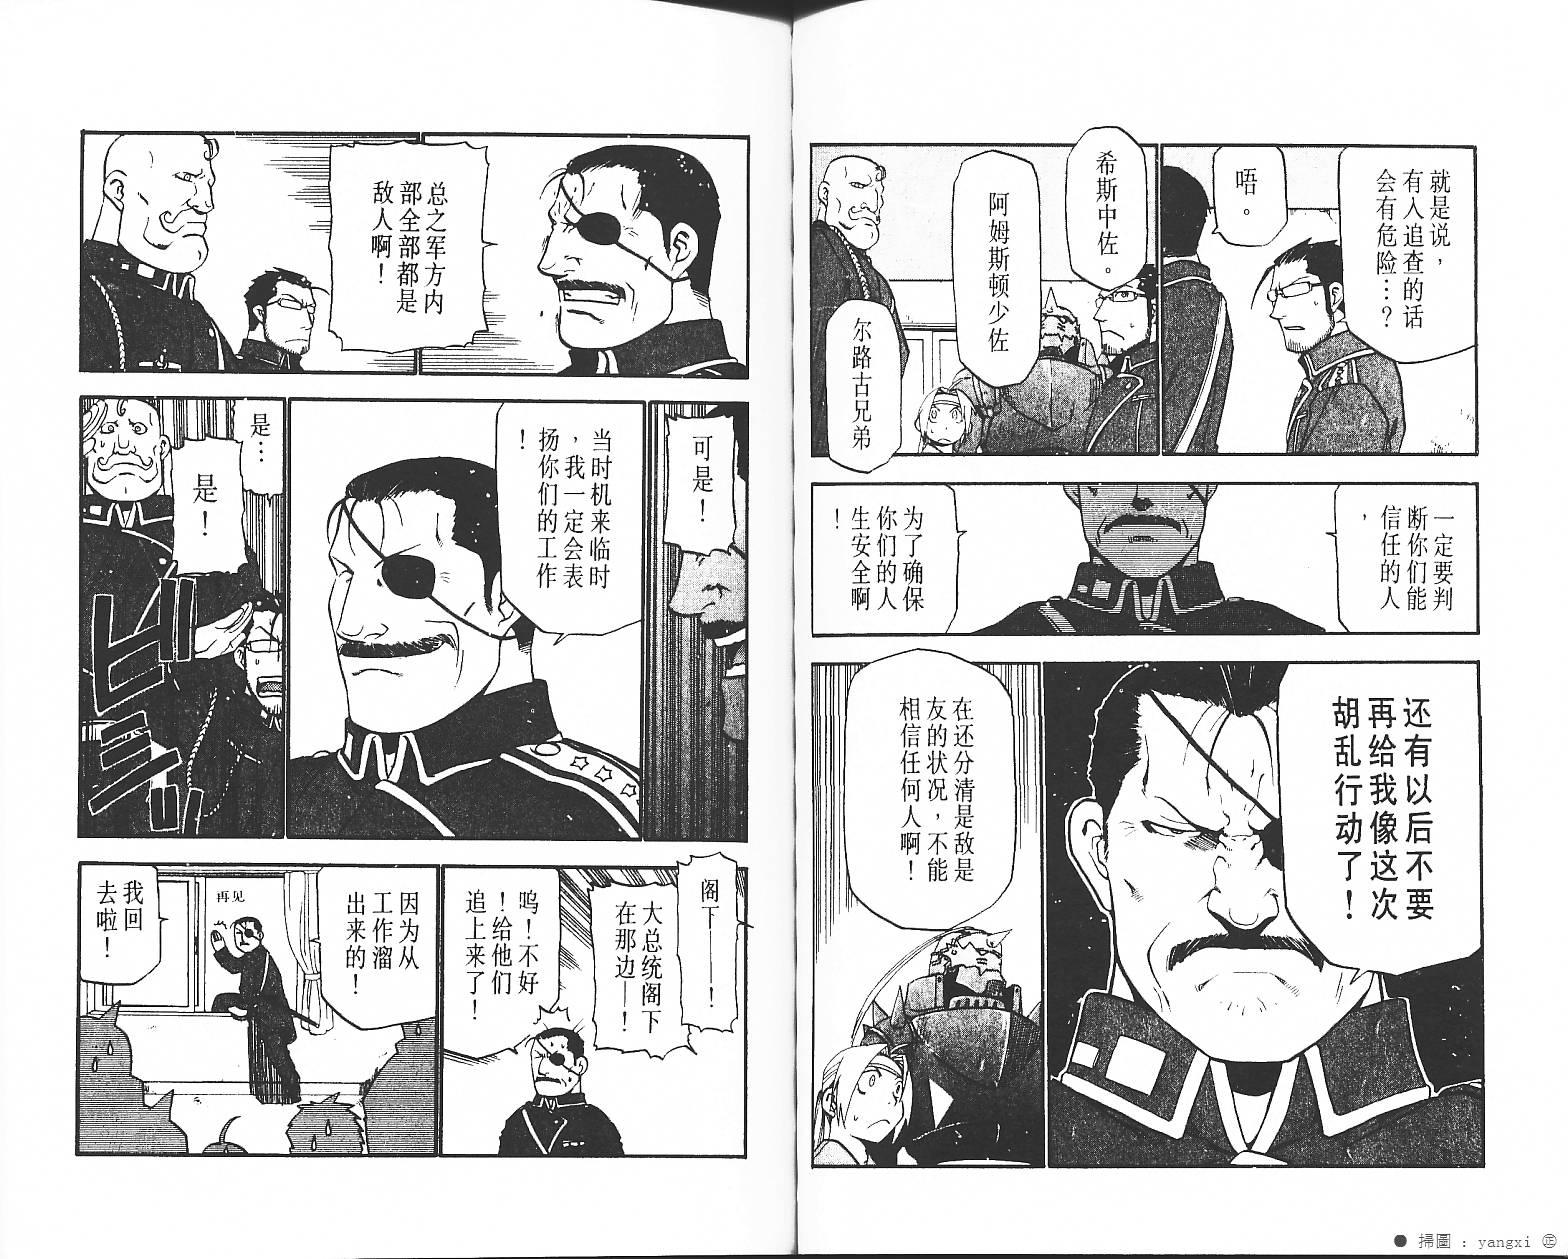 就是说，
有人追查的话
会有危险…？
唔。
希斯中佐。
阿姆斯顿少佐
尔路古兄弟
一定要判
断你们能
信任的人，
为了确保
你们的人
生安全啊
！
还有以后不要
再给我像这次
胡乱行动了！
在还分清是敌是
友的状况，不能
相信任何人啊！
总之军方内
部全部都是
敌人啊！
可是！
当时机来临时
，我一定会表
扬你们的工作
！
是…
是！
ビシッ
阁下——！
大总统阁下
在那边—！
呜！不好
！给他们
追上来了！
因为从
工作溜
出来的！
再见
我回
去啦！
● 掃圖 : yangxi ㊣